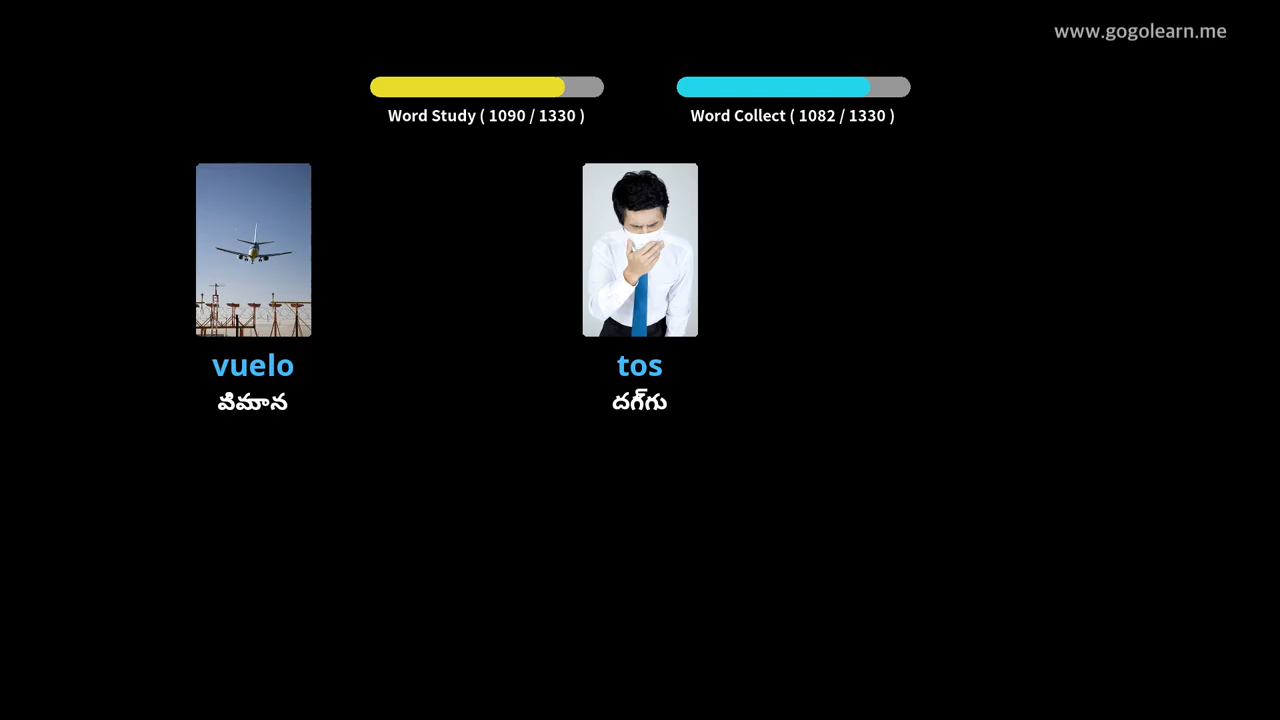 www.gogolearn.me
Word Study ( 1090 / 1330 )
Word Collect ( 1082 / 1330 )
vuelo
tos
విమాన
దగ్గు